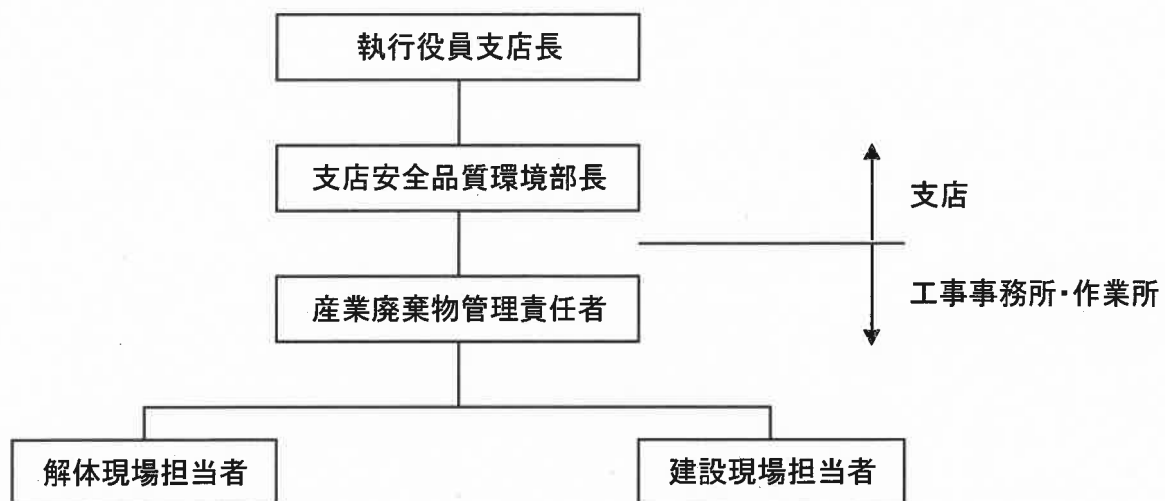 執行役員支店長
支店安全品質環境部長
支店
産業廃棄物管理責任者
工事事務所・作業所
解体現場担当者
建設現場担当者